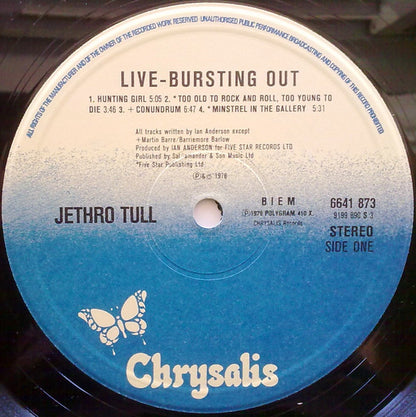 ALL RIGHTS OF THE MANUFACTURER AND OF THE OWNER OF THE RECORDED WORK RESERVED UNAUTHORISED PUBLIC PERFORMANCE BROADCASTING AND COPYING OF THIS RECORD PROHIBITED
LIVE-BURSTING OUT
1. HUNTING GIRL 5:05 2. * TOO OLD TO ROCK AND ROLL, TOO YOUNG TO
DIE 3:46 3. + CONUNDRUM 6:47 4. * MINSTREL IN THE GALLERY 5:31
All tracks written by Ian Anderson except
+ Martin Barre/Barriemore Barlow
Produced by IAN ANDERSON for FIVE STAR RECORDS LTD
Published by Salamander & Son Music Ltd
*Five Star Publishing Ltd
℗&© 1978
JETHRO TULL
BIEM
℗1978 POLYGRAM 410 X
CHRYSALIS Records
6641 873
9199 890 S 3
STEREO
SIDE ONE
Chrysalis